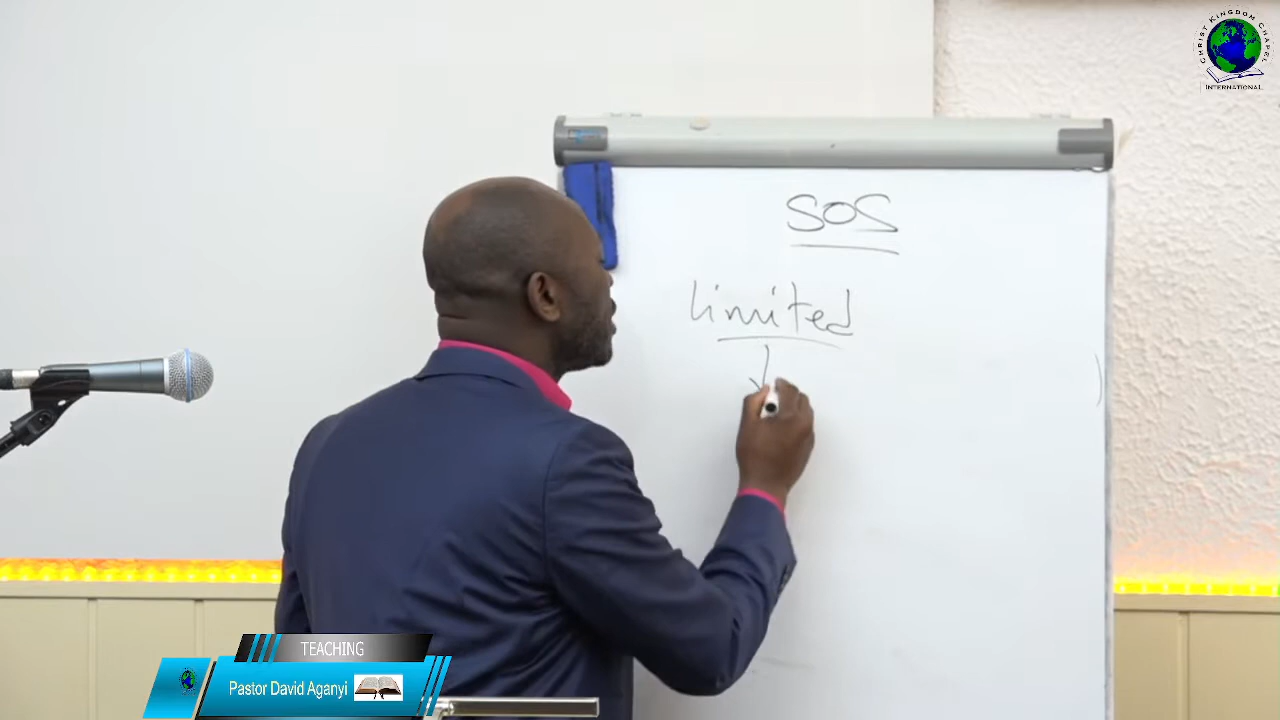 CHRIST KINGDOM CHAPEL
INTERNATIONAL
SOS
limited
TEACHING
Pastor David Aganyi